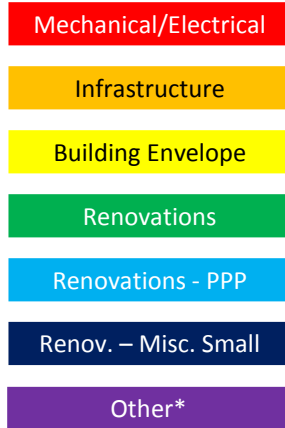 Mechanical/Electrical
Infrastructure
Building Envelope
Renovations
Renovations - PPP
Renov. – Misc. Small
Other*